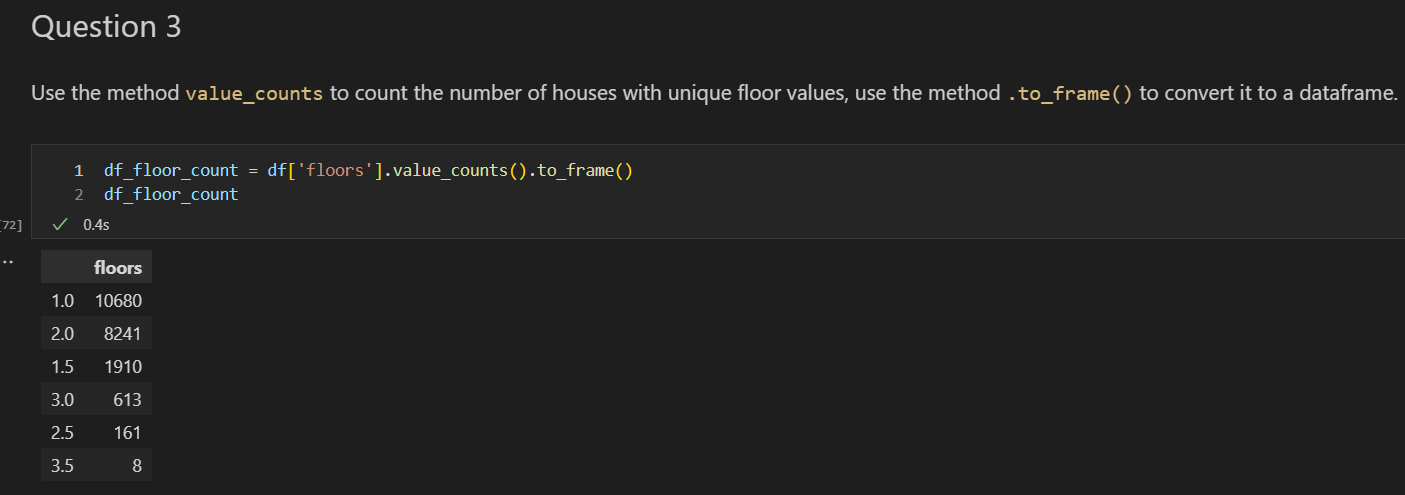 Question 3
Use the method value_counts to count the number of houses with unique floor values, use the method .to_frame() to convert it to a dataframe.
1 df_floor_count = df['floors'].value_counts().to_frame()
2 df_floor_count
[72] ✓ 0.4s
floors
1.0 10680
2.0 8241
1.5 1910
3.0 613
2.5 161
3.5 8